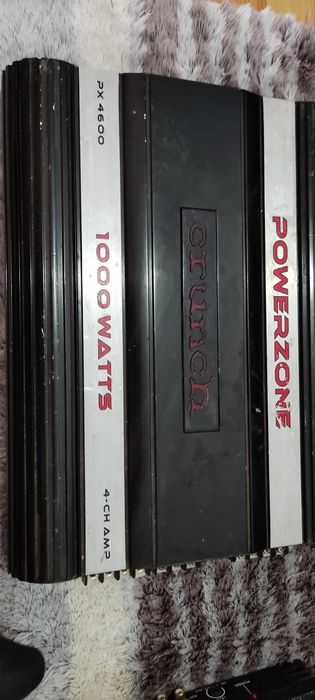 POWERZONE
crunch
PX 4600
1000 WATTS
4-CH AMP